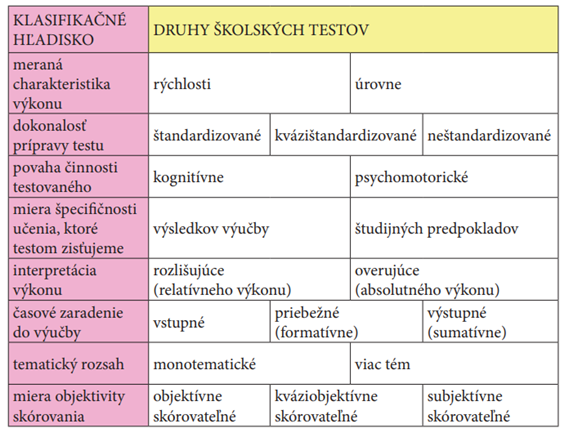 KLASIFIKAČNÉ
HĽADISKO
DRUHY ŠKOLSKÝCH TESTOV
meraná
charakteristika
výkonu
rýchlosti
úrovne
dokonalosť
prípravy testu
štandardizované
kvázištandardizované
neštandardizované
povaha činnosti
testovaného
kognitívne
psychomotorické
miera špecifičnosti
učenia, ktoré
testom zisťujeme
výsledkov výučby
študijných predpokladov
interpretácia
výkonu
rozlišujúce
(relatívneho výkonu)
overujúce
(absolutného výkonu)
časové zaradenie
do výučby
vstupné
priebežné
(formatívne)
výstupné
(sumatívne)
tematický rozsah
monotematické
viac tém
miera objektivity
skórovania
objektívne
skórovateľné
kváziobjektívne
skórovateľné
subjektívne
skórovateľné